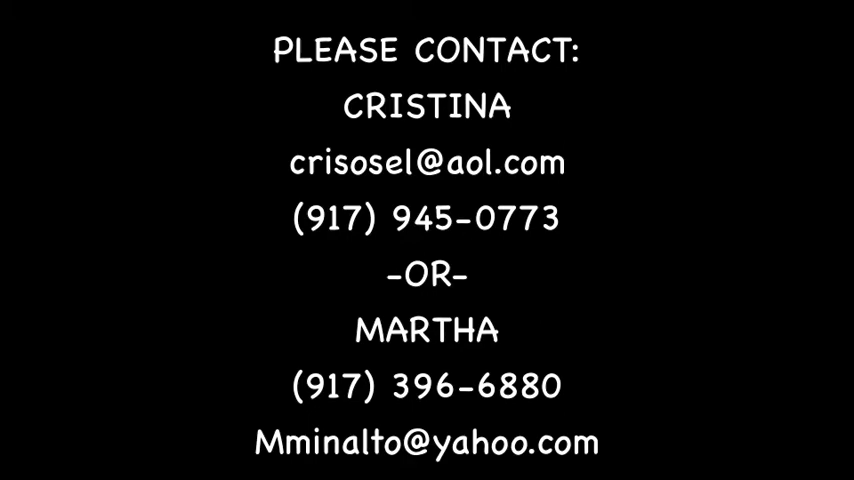 PLEASE CONTACT:
CRISTINA
crisosel@aol.com
(917) 945-0773
-OR-
MARTHA
(917) 396-6880
Mminalto@yahoo.com